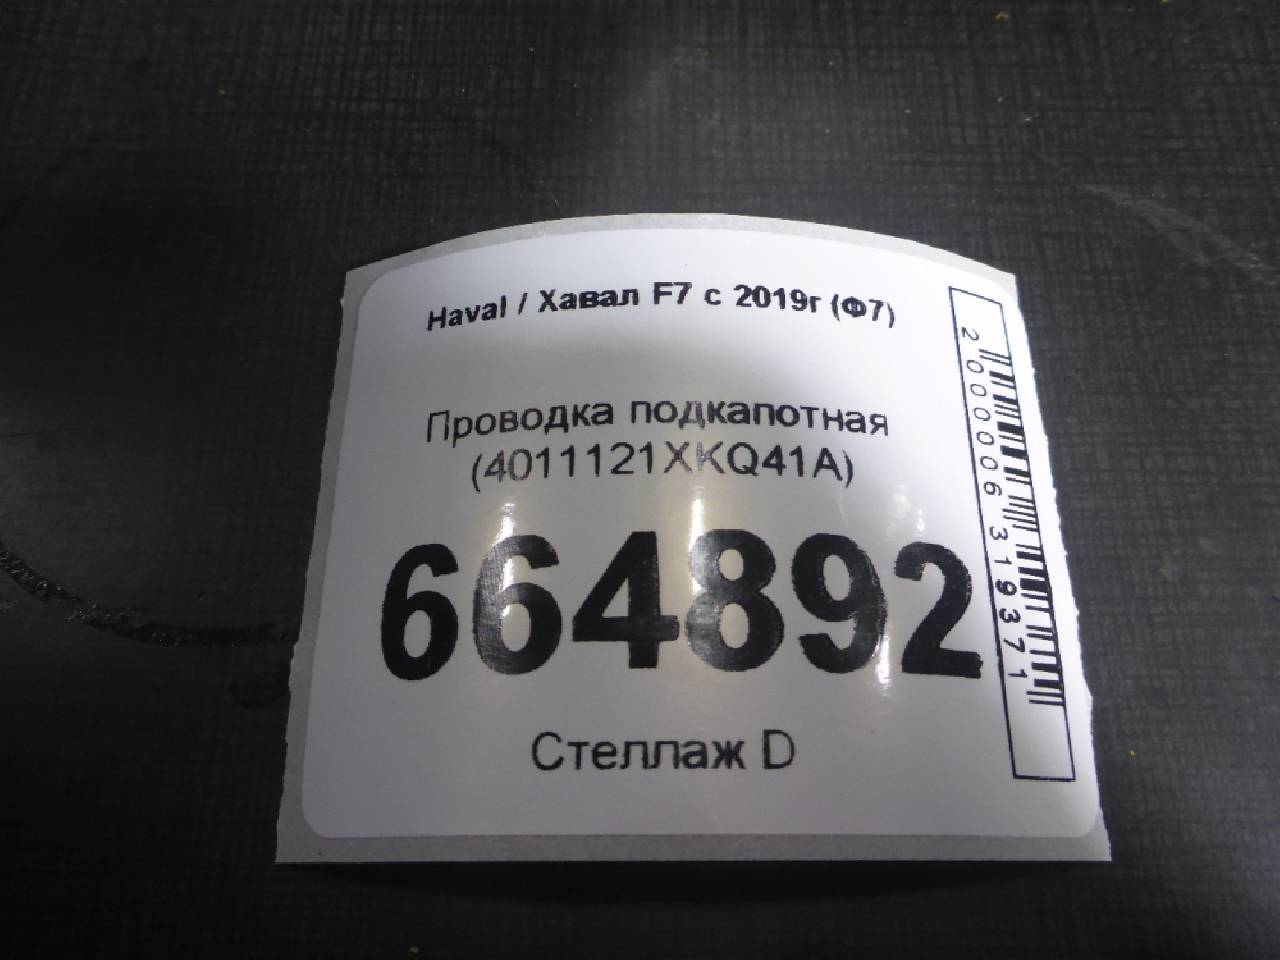 Haval / Хавал F7 с 2019г (Ф7)
Проводка подкапотная
(4011121XKQ41A)
664892
Стеллаж D
2000006319371